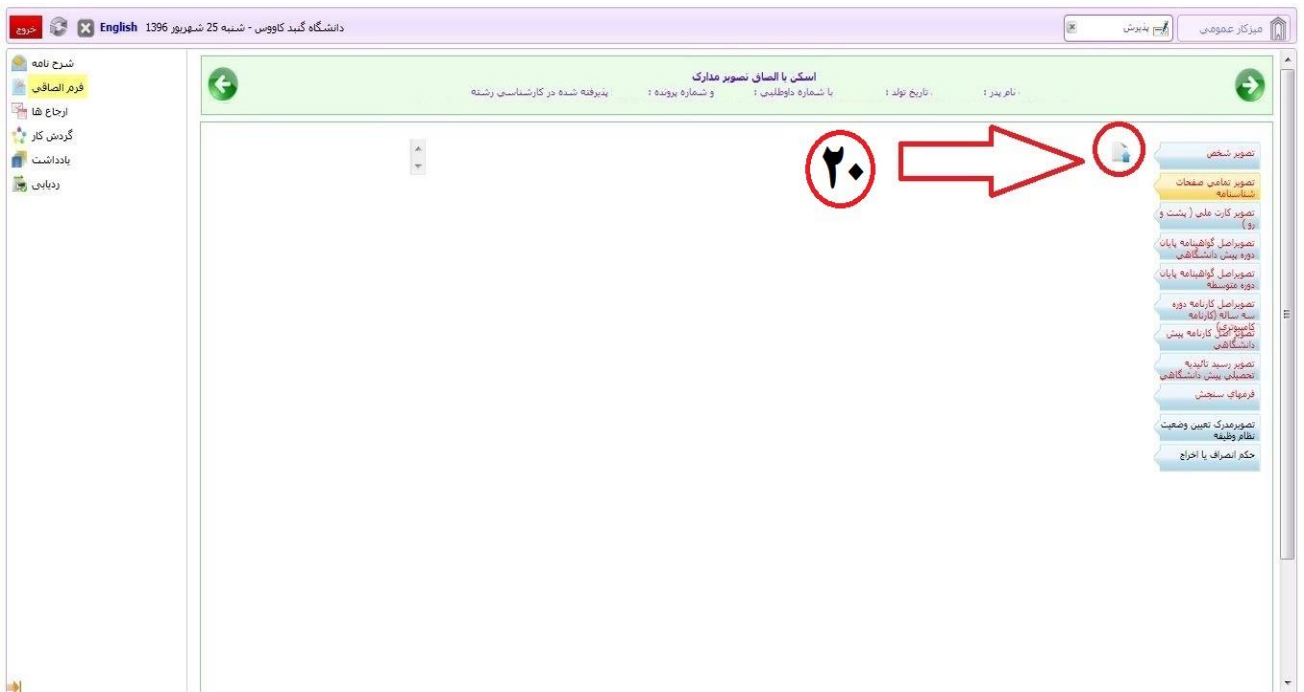 میزکار عمومی
پذیرش
دانشگاه گنبد کاووس - شنبه 25 شهریور 1396 English
خروج
شرح نامه
فرم الصاقی
ارجاع ها
گردش کار
یادداشت
ردیابی
اسکن یا الصاق تصویر مدارک
، نام پدر : ، تاریخ تولد : با شماره داوطلبی : و شماره پرونده : پذیرفته شده در کارشناسی رشته
۲۰
تصویر شخص
تصویر تمامی صفحات
شناسنامه
تصویر کارت ملی ( پشت و
رو )
تصویراصل گواهینامه پایان
دوره پیش دانشگاهی
تصویراصل گواهینامه پایان
دوره متوسطه
تصویراصل کارنامه دوره
سه ساله (کارنامه
کامپیوتری)
تصویر اصل کارنامه پیش
دانشگاهی
تصویر رسید تائیدیه
تحصیلی پیش دانشگاهی
فرمهای سنجش
تصویرمدرک تعیین وضعیت
نظام وظیفه
حکم انصراف یا اخراج